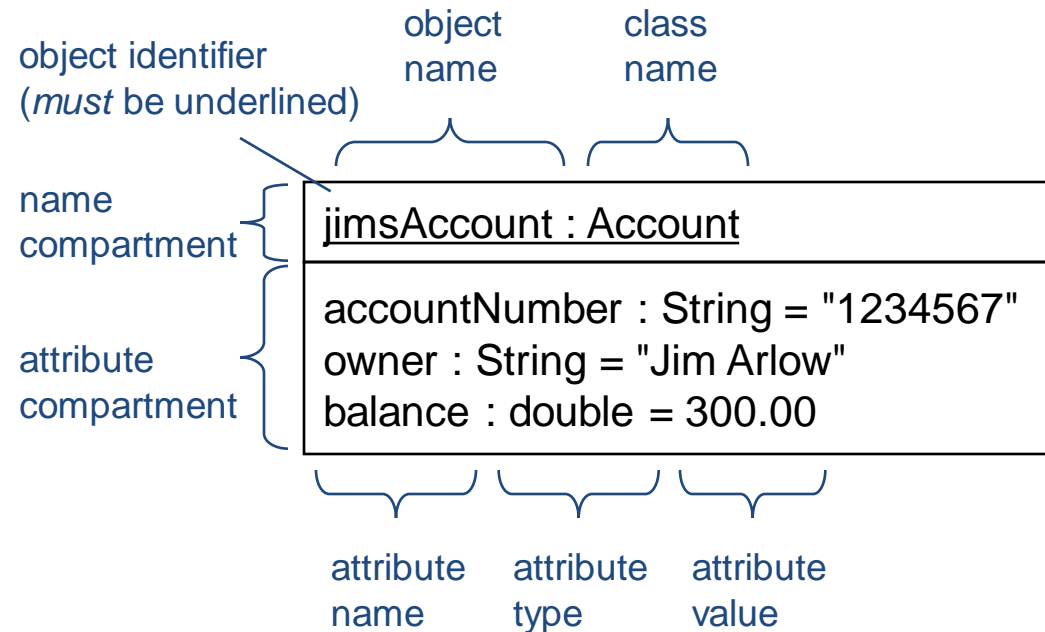 object
name
class
name
object identifier
(must be underlined)
name
compartment
jimsAccount : Account
attribute
compartment
accountNumber : String = "1234567"
owner : String = "Jim Arlow"
balance : double = 300.00
attribute
name
attribute
type
attribute
value